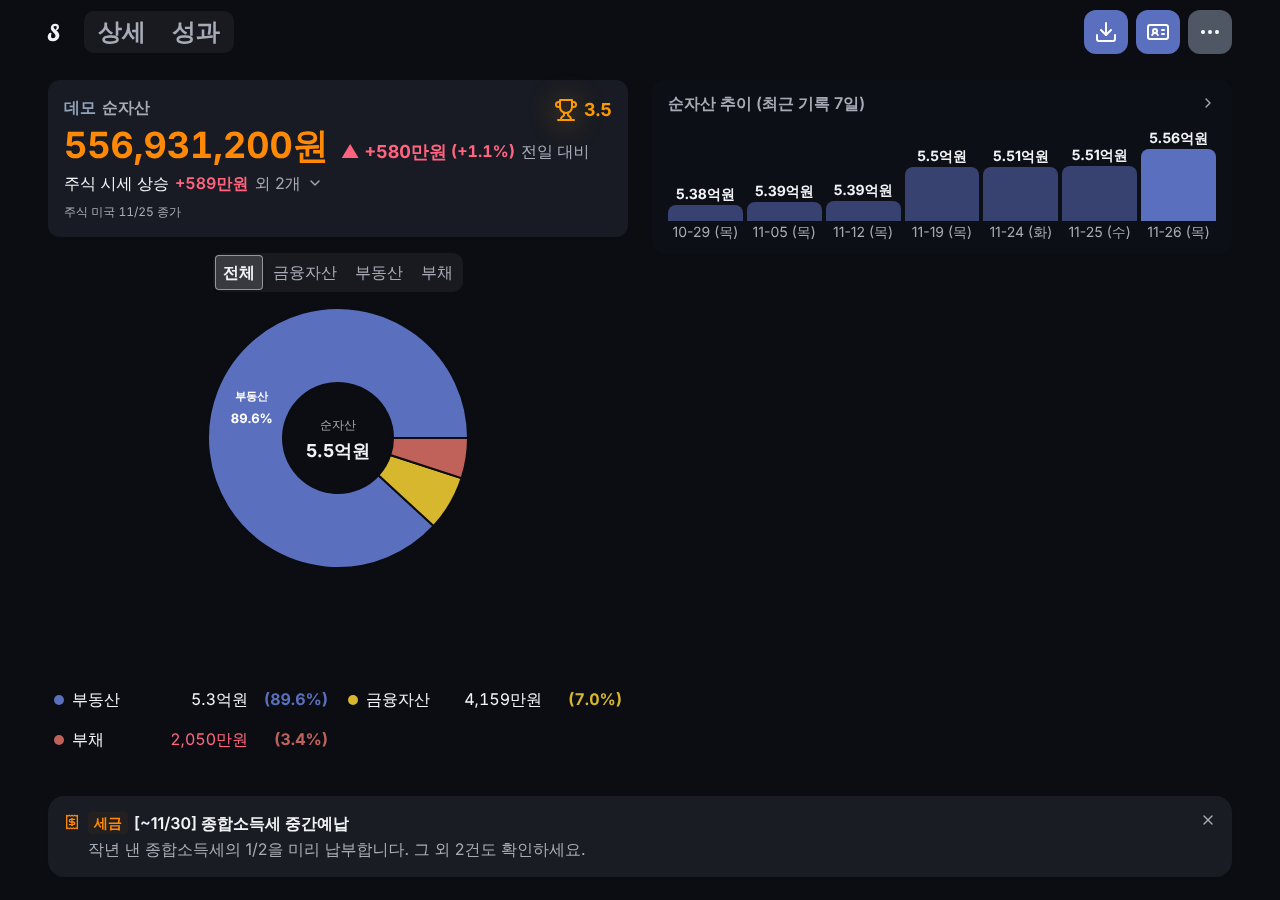 S
상세 성과
데모 순자산
3.5
556,931,200원 ▲ +580만원 (+1.1%) 전일 대비
주식 시세 상승 +589만원 외 2개
주식 미국 11/25 종가
순자산 추이 (최근 기록 7일)
5.38억원 5.39억원 5.39억원 5.5억원 5.51억원 5.51억원 5.56억원
10-29 (목) 11-05 (목) 11-12 (목) 11-19 (목) 11-24 (화) 11-25 (수) 11-26 (목)
전체 금융자산 부동산 부채
부동산
89.6%
순자산
5.5억원
부동산 5.3억원 (89.6%) 금융자산 4,159만원 (7.0%)
부채 2,050만원 (3.4%)
세금 [~11/30] 종합소득세 중간예납
작년 낸 종합소득세의 1/2을 미리 납부합니다. 그 외 2건도 확인하세요.